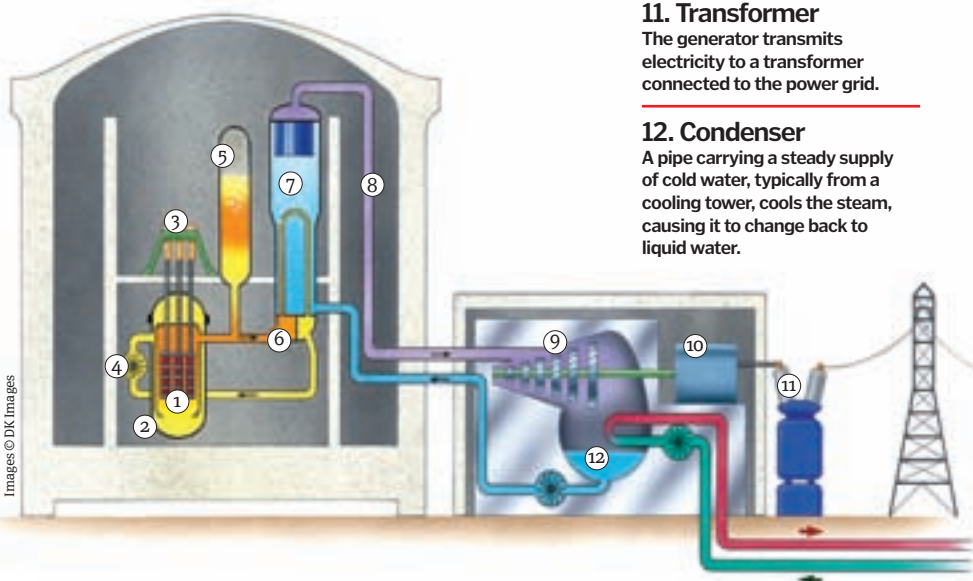 11. Transformer
The generator transmits
electricity to a transformer
connected to the power grid.
12. Condenser
A pipe carrying a steady supply
of cold water, typically from a
cooling tower, cools the steam,
causing it to change back to
liquid water.
5
7
8
3
6
4
1
2
9
10
11
12
Images © DK Images